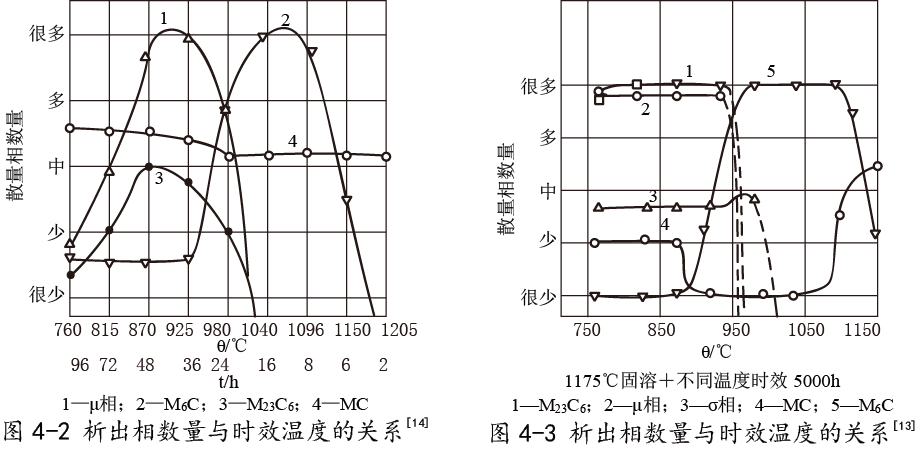 很多
多
中
少
很少
散量相数量
1
2
3
4
760 815 870 925 980 1040 1096 1150 1205
θ/℃
96 72 48 36 24 16 8 6 2
t/h
1—μ相；2—M₆C；3—M₂₃C₆；4—MC
图 4-2 析出相数量与时效温度的关系[14]
很多
多
中
少
很少
散量相数量
1
5
2
3
4
750 850 950 1050 1150
θ/℃
1175℃固溶＋不同温度时效 5000h
1—M₂₃C₆；2—μ相；3—σ相；4—MC；5—M₆C
图 4-3 析出相数量与时效温度的关系[13]